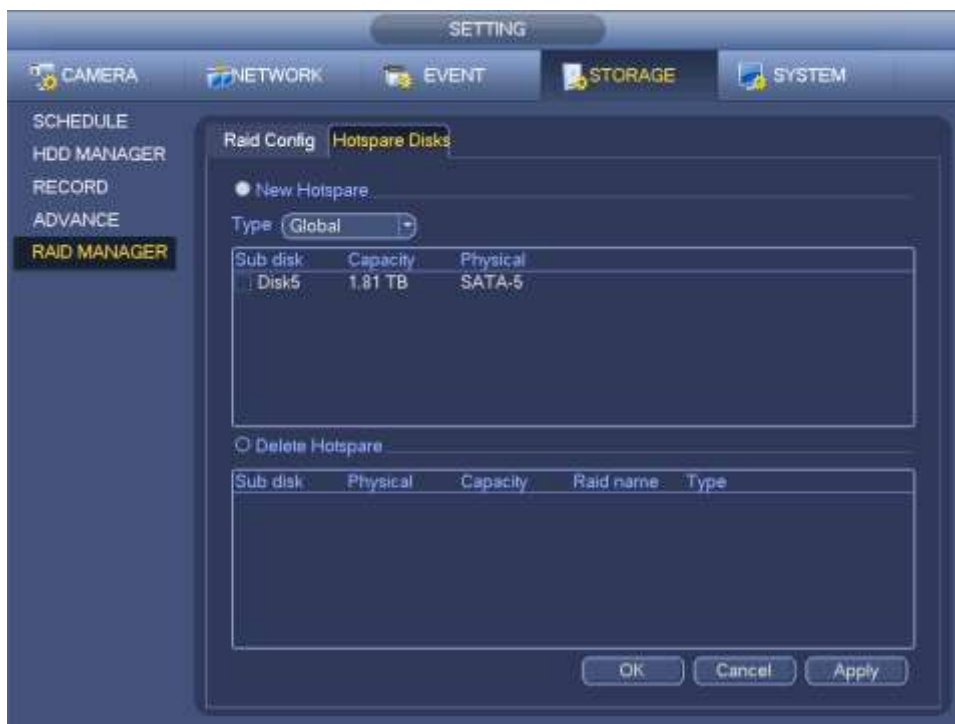 SETTING
CAMERA NETWORK EVENT STORAGE SYSTEM
SCHEDULE
HDD MANAGER
RECORD
ADVANCE
RAID MANAGER
Raid Config Hotspare Disks
New Hotspare
Type Global
Sub disk Capacity Physical
Disk5 1.81 TB SATA-5
Delete Hotspare
Sub disk Physical Capacity Raid name Type
OK Cancel Apply